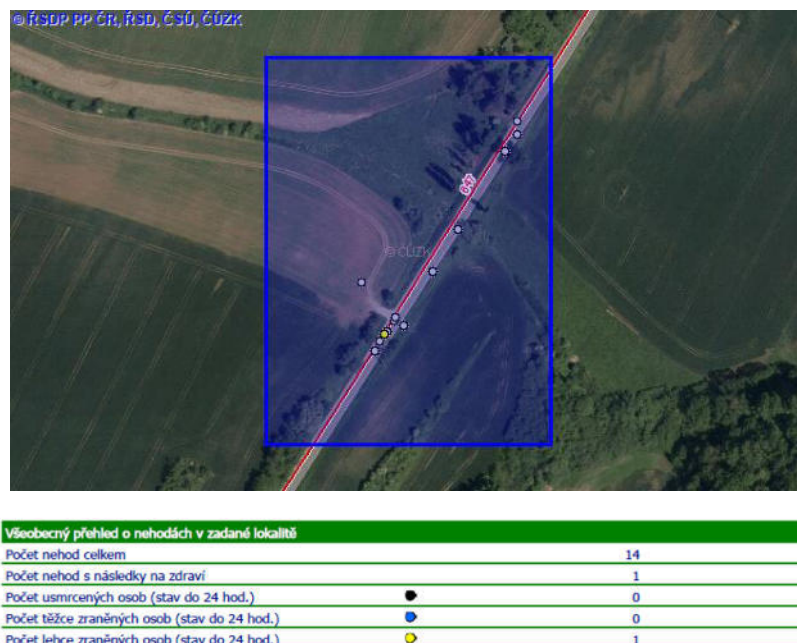 © ŘSDP PP ČR, ŘSD, ČSÚ, ČÚZK
647
© ČÚZK
Všeobecný přehled o nehodách v zadané lokalitě
Počet nehod celkem 14
Počet nehod s následky na zdraví 1
Počet usmrcených osob (stav do 24 hod.) 0
Počet těžce zraněných osob (stav do 24 hod.) 0
Počet lehce zraněných osob (stav do 24 hod.) 1